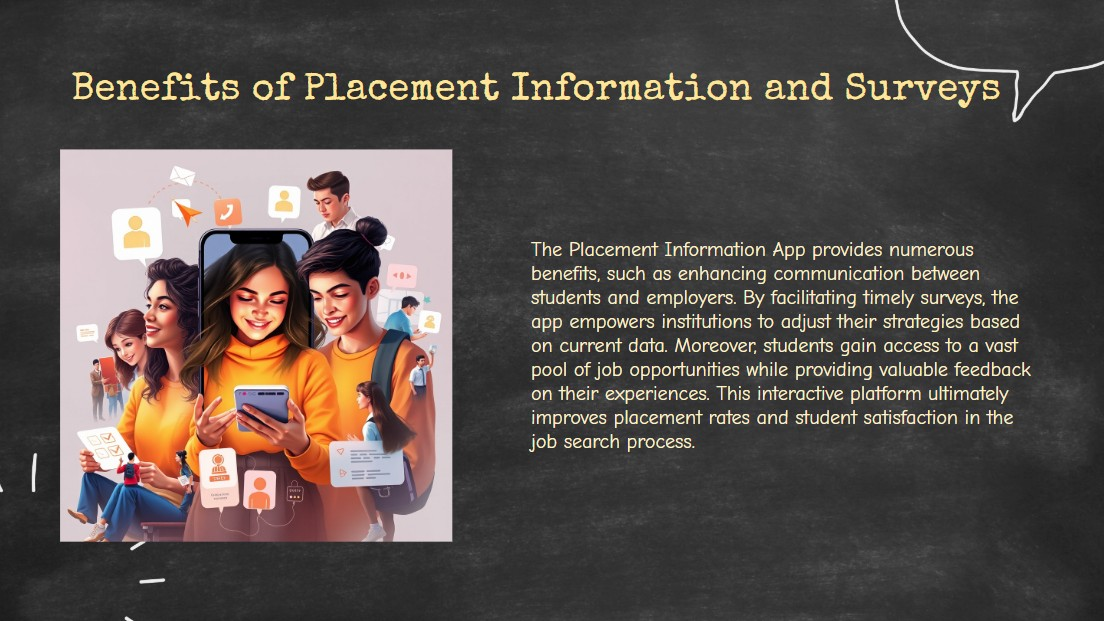 Benefits of Placement Information and Surveys
The Placement Information App provides numerous
benefits, such as enhancing communication between
students and employers. By facilitating timely surveys, the
app empowers institutions to adjust their strategies based
on current data. Moreover, students gain access to a vast
pool of job opportunities while providing valuable feedback
on their experiences. This interactive platform ultimately
improves placement rates and student satisfaction in the
job search process.